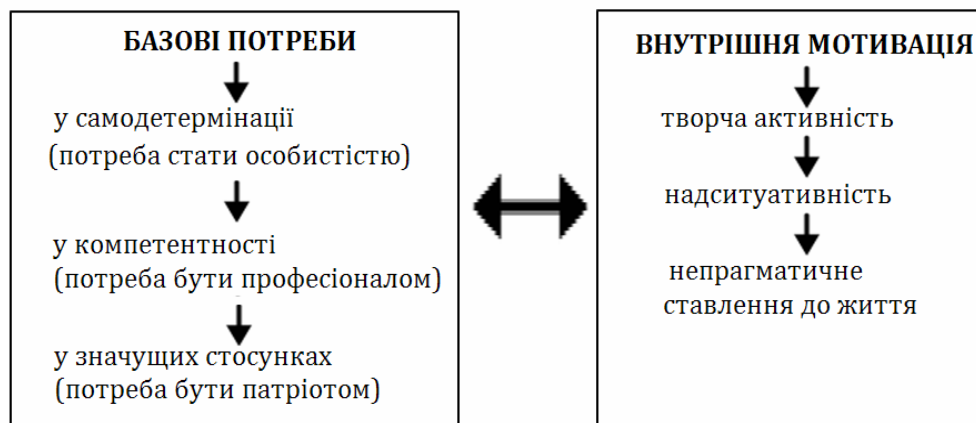 БАЗОВІ ПОТРЕБИ
у самодетермінації
(потреба стати особистістю)
у компетентності
(потреба бути професіоналом)
у значущих стосунках
(потреба бути патріотом)
ВНУТРІШНЯ МОТИВАЦІЯ
творча активність
надситуативність
непрагматичне
ставлення до життя